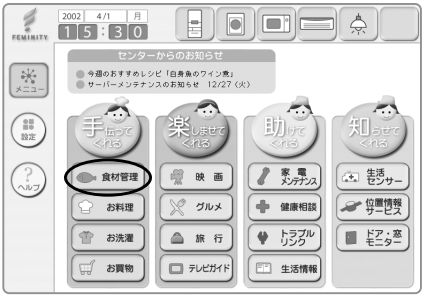 FEMINITY
2002 4/1 月
15:30
センターからのお知らせ
今週のおすすめレシピ「白身魚のワイン煮」
サーバーメンテナンスのお知らせ 12/27（火）
メニュー
設定
?
ヘルプ
手伝ってくれる
食材管理
お料理
お洗濯
お買物
楽しませてくれる
映画
グルメ
旅行
テレビガイド
助けてくれる
家電メンテナンス
健康相談
トラブルリンク
生活情報
知らせてくれる
生活センサー
位置情報サービス
ドア・窓モニター